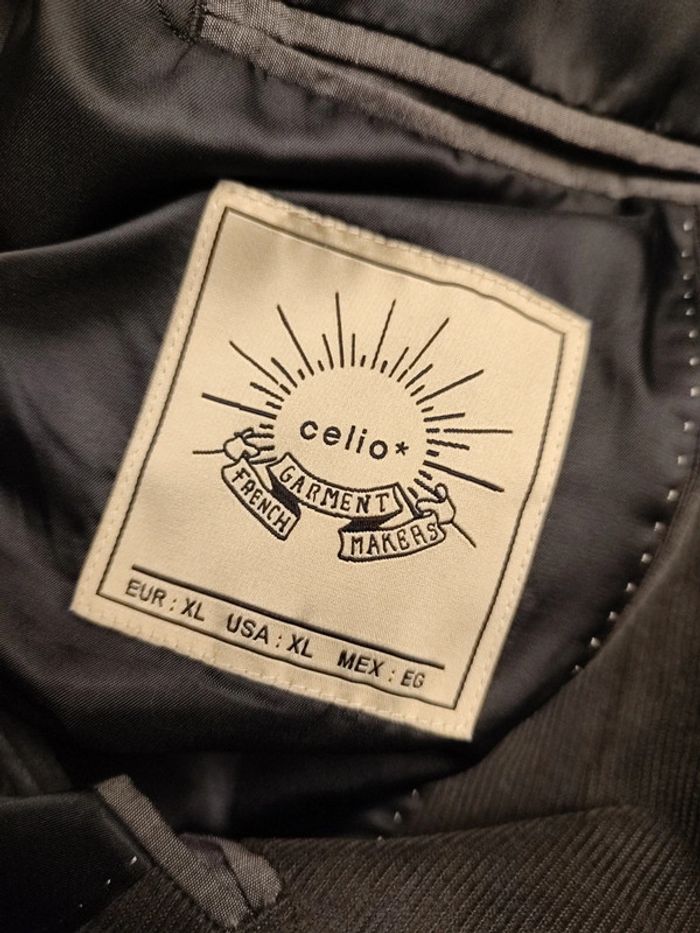 celio*
FRENCH GARMENT MAKERS
EUR : XL USA : XL MEX : EG